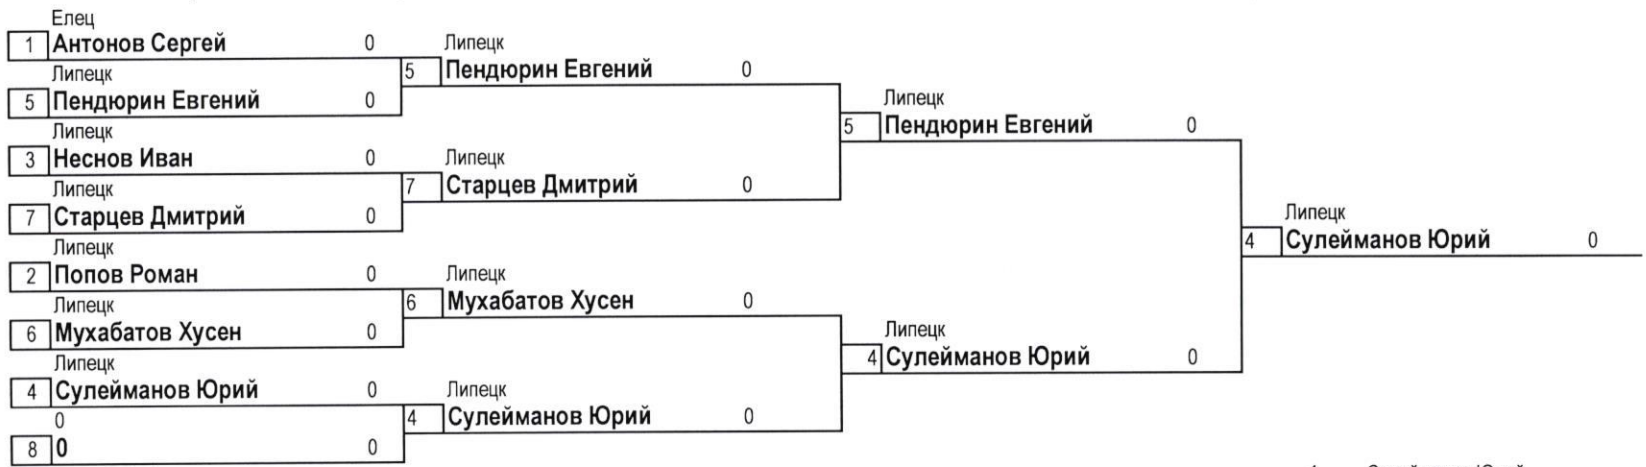 Елец
1 Антонов Сергей 0
Липецк
5 Пендюрин Евгений 0
Липецк
3 Неснов Иван 0
Липецк
7 Старцев Дмитрий 0
Липецк
2 Попов Роман 0
Липецк
6 Мухабатов Хусен 0
Липецк
4 Сулейманов Юрий 0
0
8 0 0
Липецк
5 Пендюрин Евгений 0
Липецк
7 Старцев Дмитрий 0
Липецк
6 Мухабатов Хусен 0
Липецк
4 Сулейманов Юрий 0
Липецк
5 Пендюрин Евгений 0
Липецк
4 Сулейманов Юрий 0
Липецк
4 Сулейманов Юрий 0